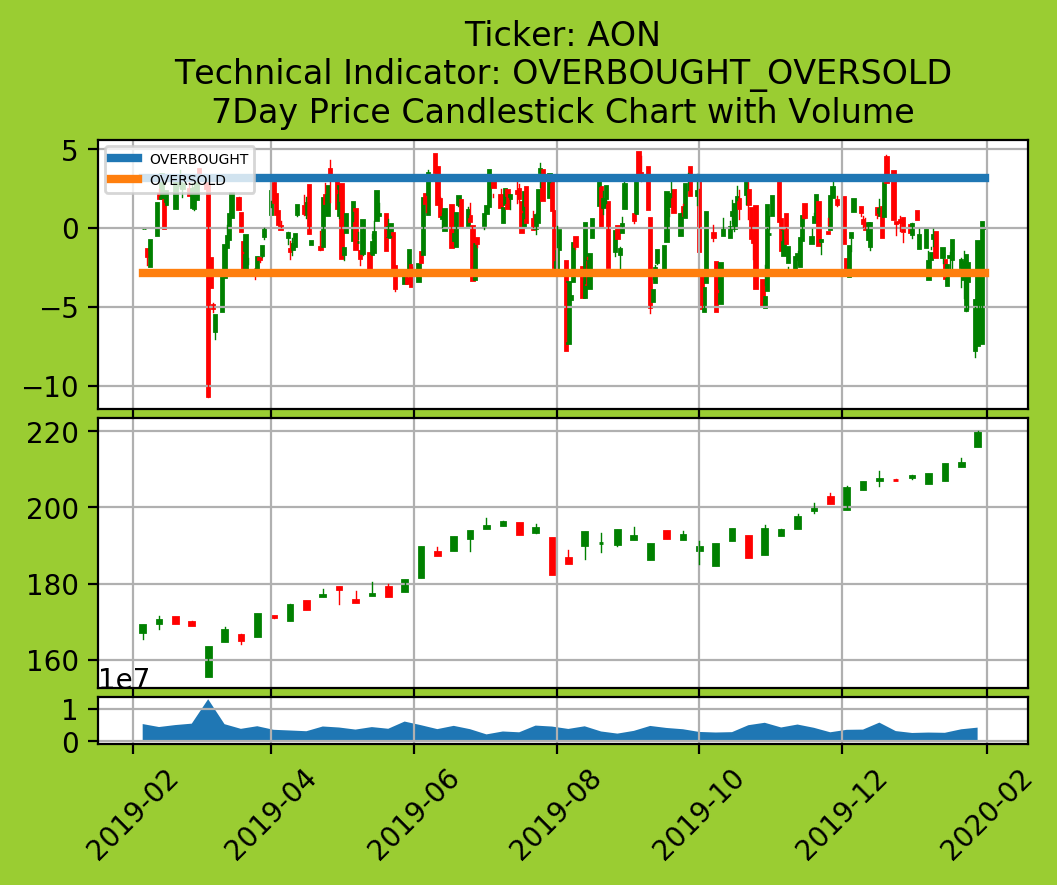 Ticker: AON
Technical Indicator: OVERBOUGHT_OVERSOLD
7Day Price Candlestick Chart with Volume
OVERBOUGHT
OVERSOLD
5
0
−5
−10
220
200
180
160
1e7
1
0
2019-02
2019-04
2019-06
2019-08
2019-10
2019-12
2020-02